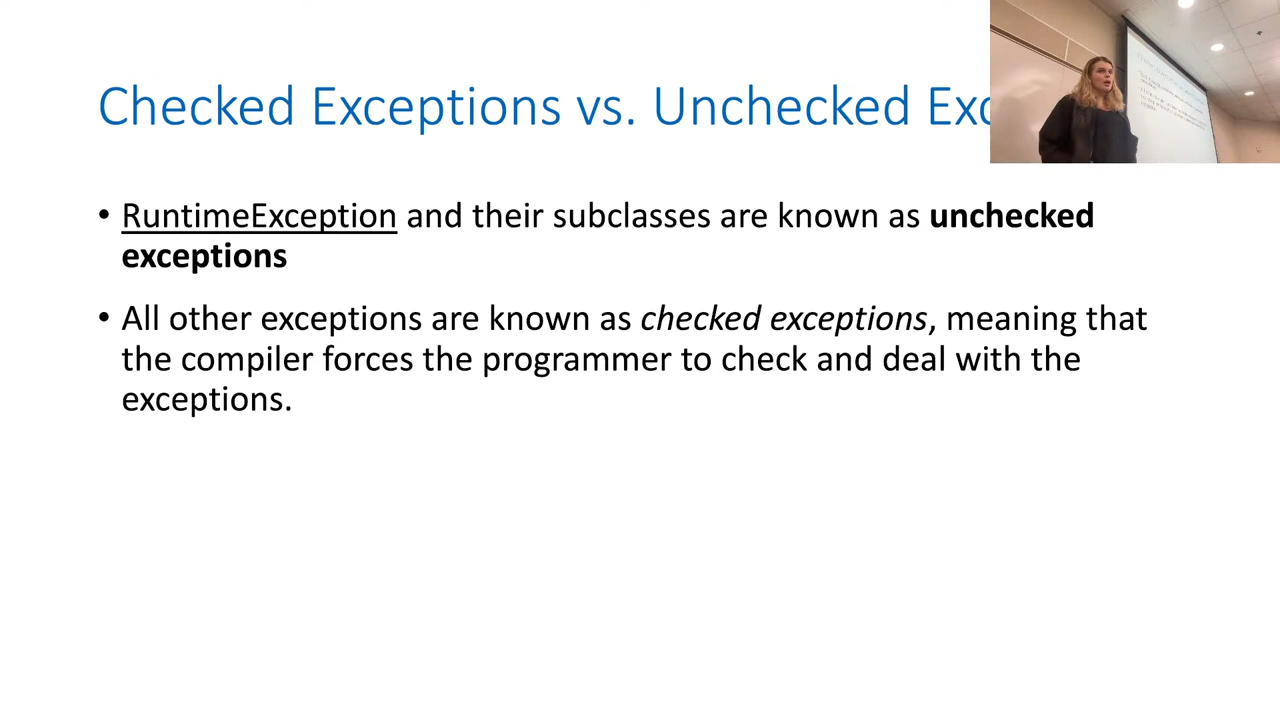 Checked Exceptions vs. Unchecked
• RuntimeException and their subclasses are known as unchecked
exceptions
• All other exceptions are known as checked exceptions, meaning that
the compiler forces the programmer to check and deal with the
exceptions.